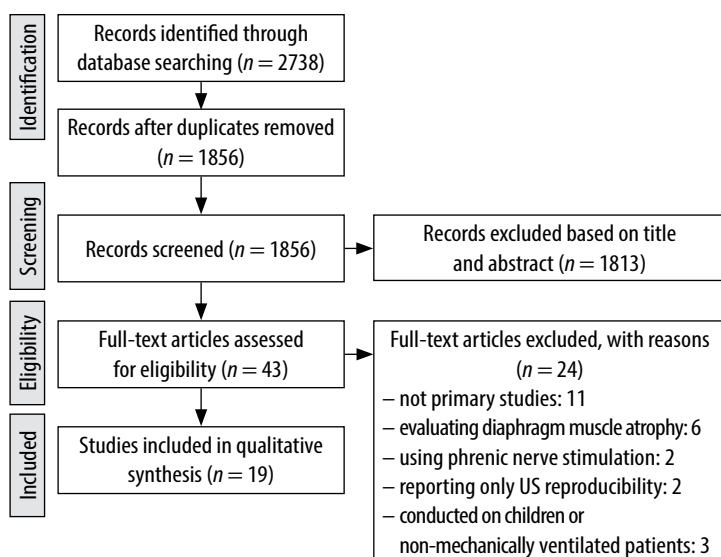 Identification
Records identified through
database searching (n = 2738)
Records after duplicates removed
(n = 1856)
Screening
Records screened (n = 1856)
Records excluded based on title
and abstract (n = 1813)
Eligibility
Full-text articles assessed
for eligibility (n = 43)
Full-text articles excluded, with reasons
(n = 24)
– not primary studies: 11
– evaluating diaphragm muscle atrophy: 6
– using phrenic nerve stimulation: 2
– reporting only US reproducibility: 2
– conducted on children or
non-mechanically ventilated patients: 3
Included
Studies included in qualitative
synthesis (n = 19)